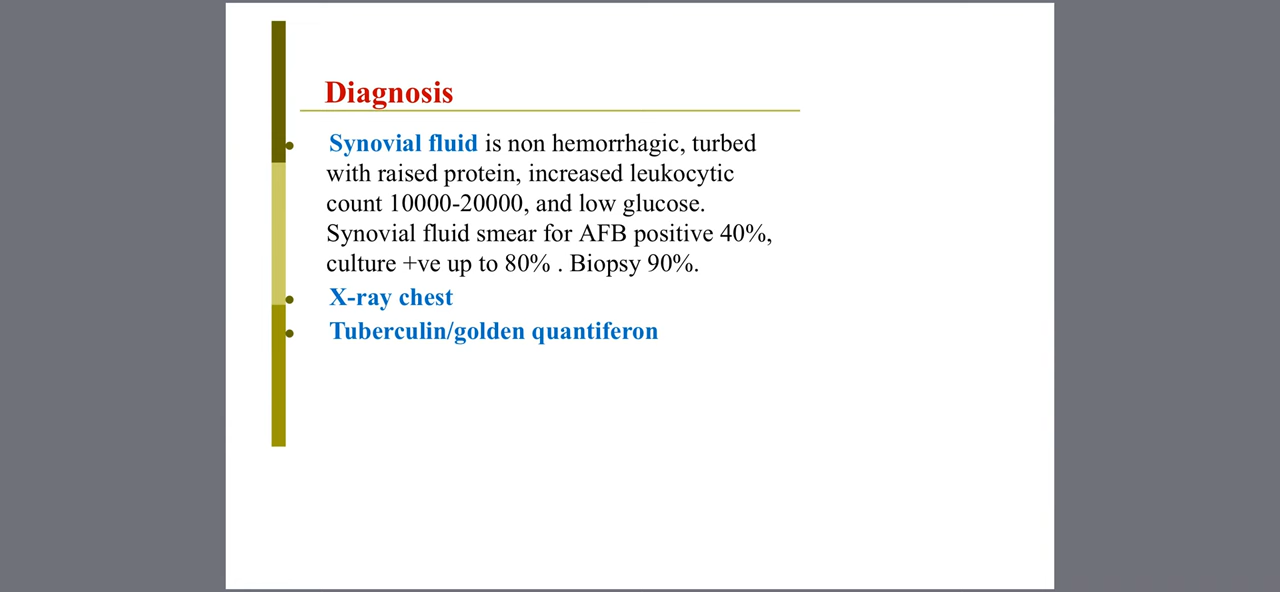 Diagnosis
Synovial fluid is non hemorrhagic, turbed
with raised protein, increased leukocytic
count 10000-20000, and low glucose.
Synovial fluid smear for AFB positive 40%,
culture +ve up to 80% . Biopsy 90%.
X-ray chest
Tuberculin/golden quantiferon